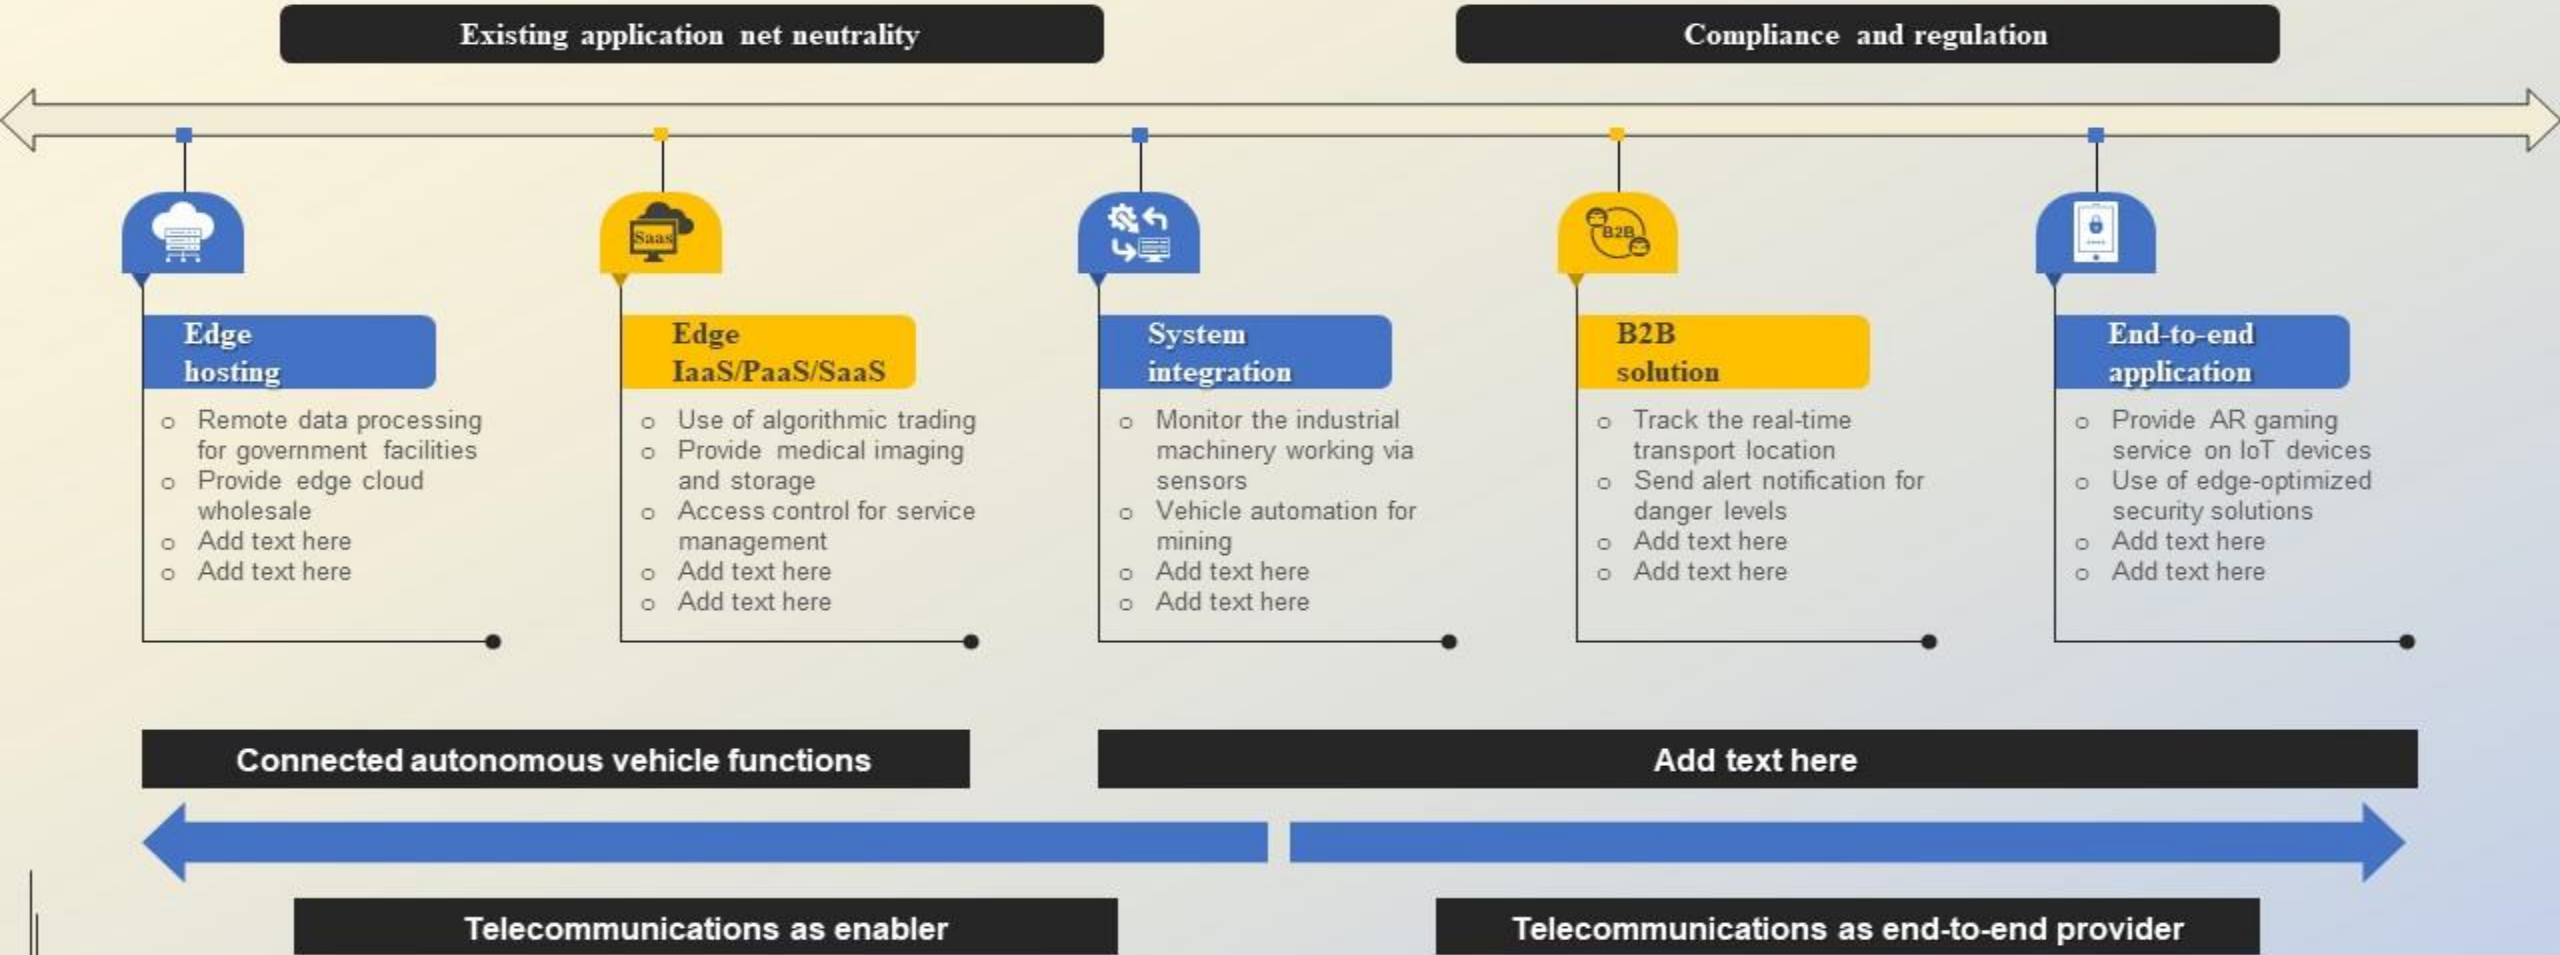 Existing application net neutrality
Compliance and regulation
Saas
B2B
Edge
hosting
Remote data processing
for government facilities
Provide edge cloud
wholesale
Add text here
Add text here
Edge
IaaS/PaaS/SaaS
Use of algorithmic trading
Provide medical imaging
and storage
Access control for service
management
Add text here
Add text here
System
integration
Monitor the industrial
machinery working via
sensors
Vehicle automation for
mining
Add text here
Add text here
B2B
solution
Track the real-time
transport location
Send alert notification for
danger levels
Add text here
Add text here
End-to-end
application
Provide AR gaming
service on IoT devices
Use of edge-optimized
security solutions
Add text here
Add text here
Connected autonomous vehicle functions
Add text here
Telecommunications as enabler
Telecommunications as end-to-end provider